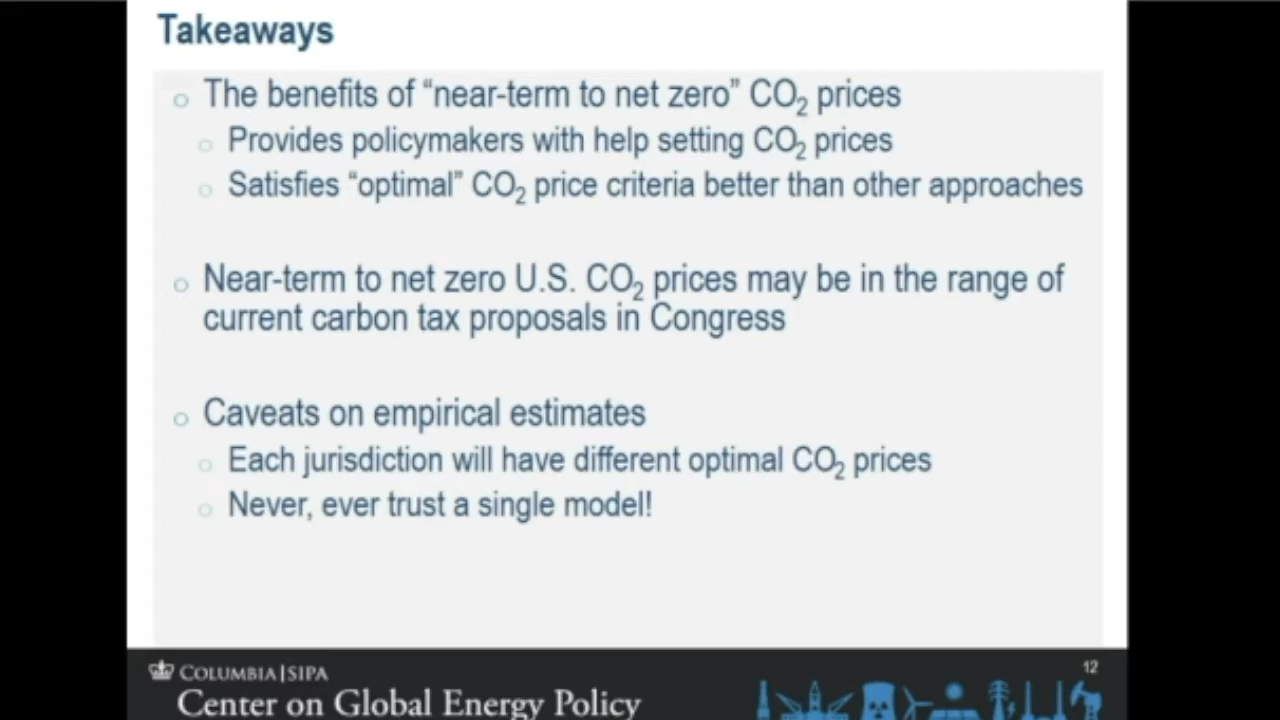 Takeaways
The benefits of “near-term to net zero” CO₂ prices
Provides policymakers with help setting CO₂ prices
Satisfies “optimal” CO₂ price criteria better than other approaches
Near-term to net zero U.S. CO₂ prices may be in the range of
current carbon tax proposals in Congress
Caveats on empirical estimates
Each jurisdiction will have different optimal CO₂ prices
Never, ever trust a single model!
12
COLUMBIA|SIPA
Center on Global Energy Policy